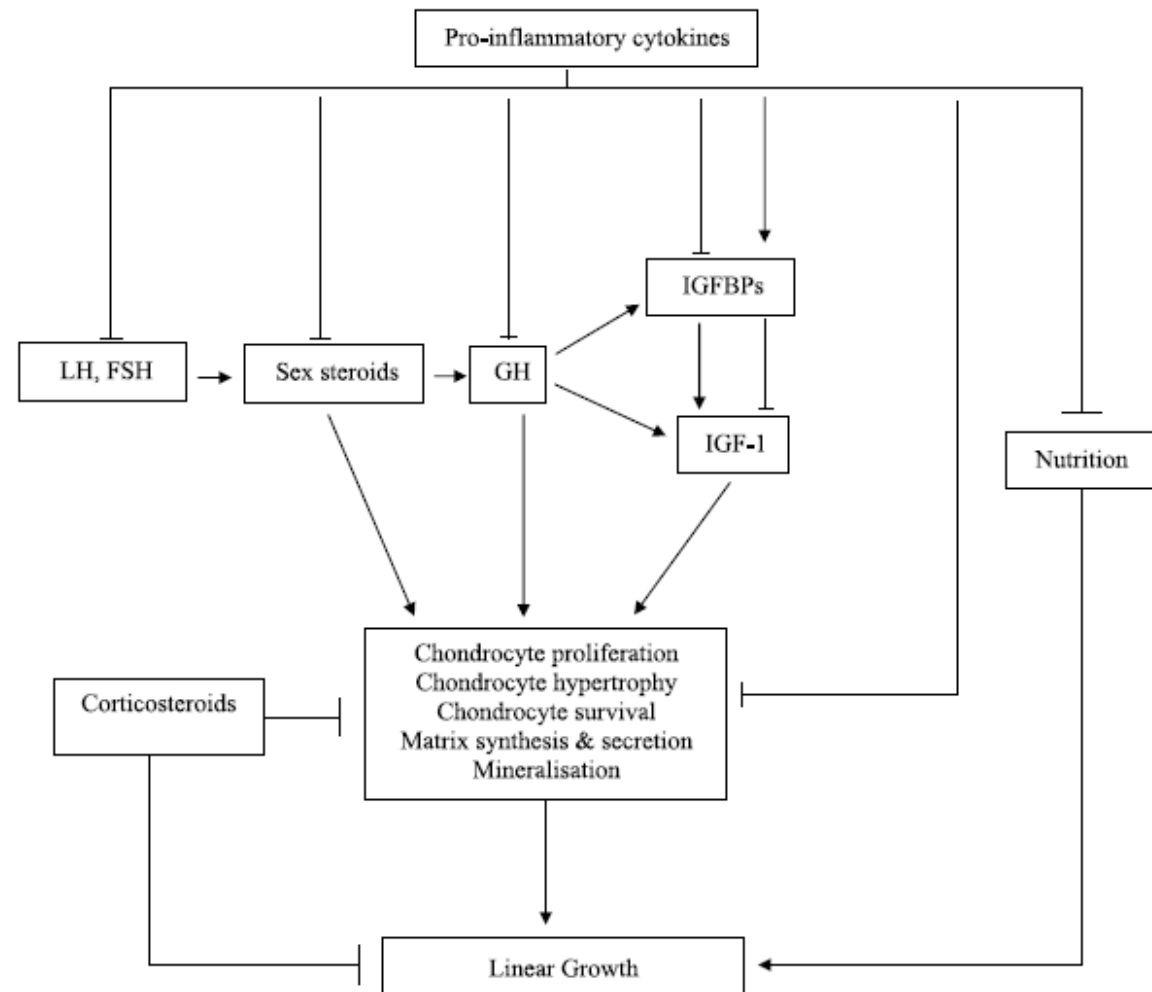 Pro-inflammatory cytokines
IGFBPs
LH, FSH
Sex steroids
GH
IGF-1
Nutrition
Chondrocyte proliferation
Chondrocyte hypertrophy
Chondrocyte survival
Matrix synthesis & secretion
Mineralisation
Corticosteroids
Linear Growth